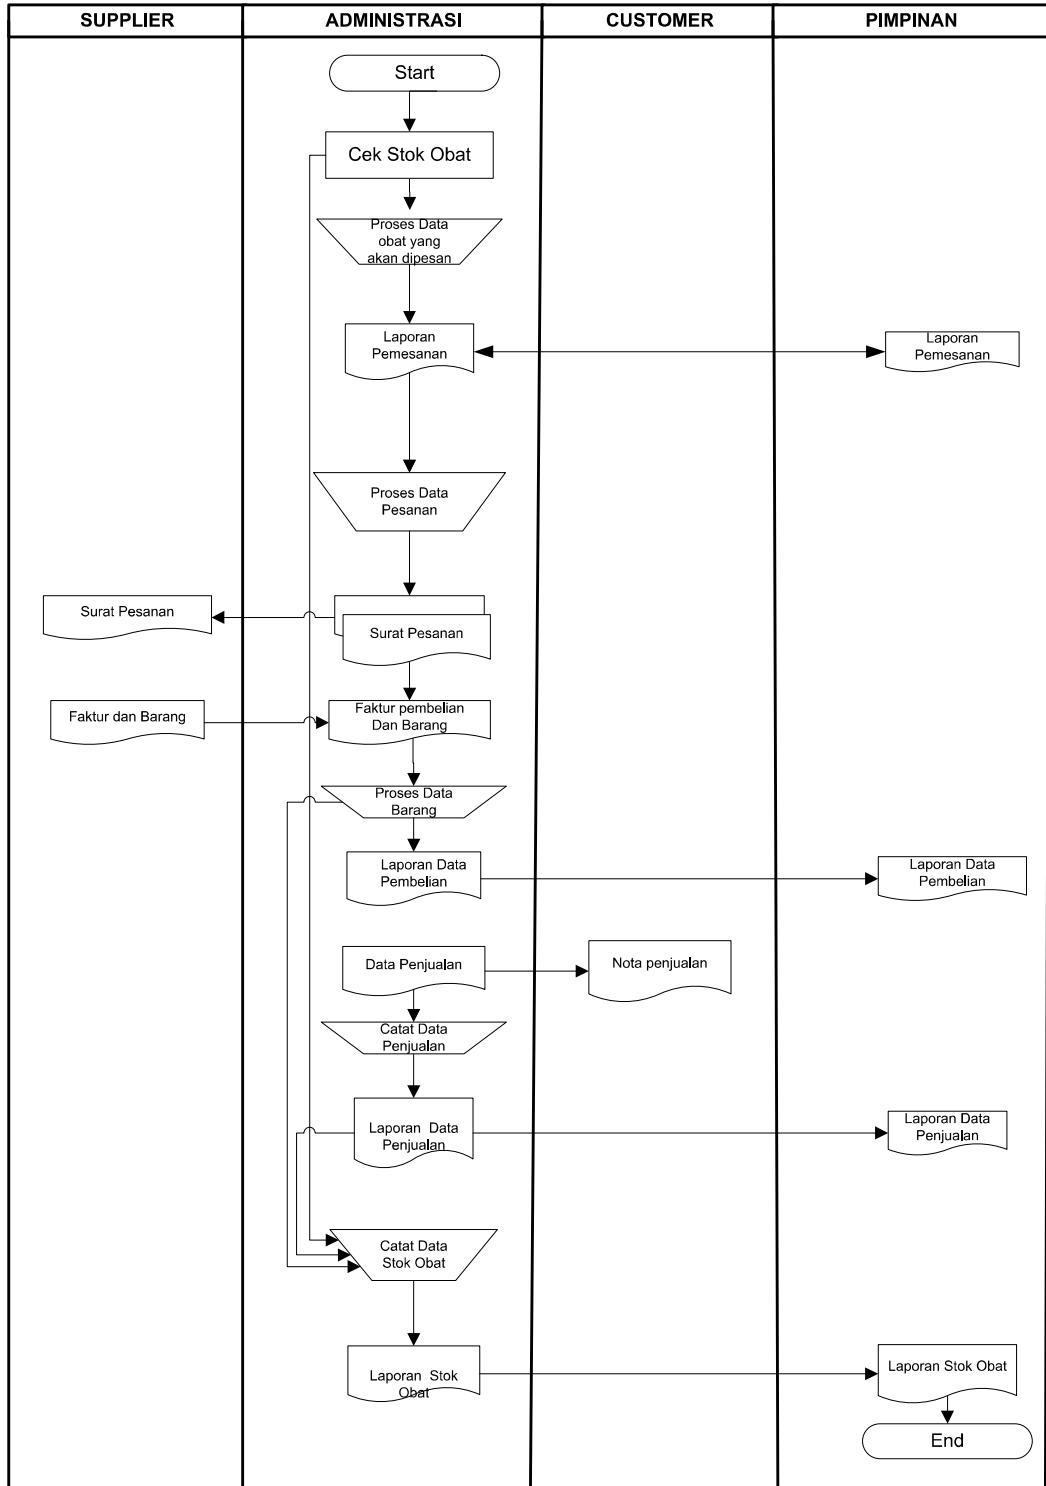 SUPPLIER
ADMINISTRASI
CUSTOMER
PIMPINAN
Start
Cek Stok Obat
Proses Data
obat yang
akan dipesan
Laporan
Pemesanan
Laporan
Pemesanan
Proses Data
Pesanan
Surat Pesanan
Surat Pesanan
Faktur dan Barang
Faktur pembelian
Dan Barang
Proses Data
Barang
Laporan Data
Pembelian
Laporan Data
Pembelian
Data Penjualan
Nota penjualan
Catat Data
Penjualan
Laporan Data
Penjualan
Laporan Data
Penjualan
Catat Data
Stok Obat
Laporan Stok
Obat
Laporan Stok Obat
End